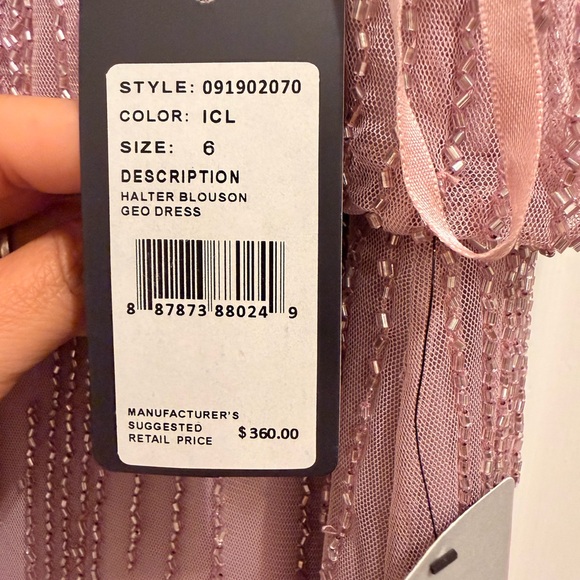 STYLE: 091902070
COLOR: ICL
SIZE: 6
DESCRIPTION
HALTER BLOUSON
GEO DRESS
8 87873 88024 9
MANUFACTURER'S
SUGGESTED
RETAIL PRICE $360.00